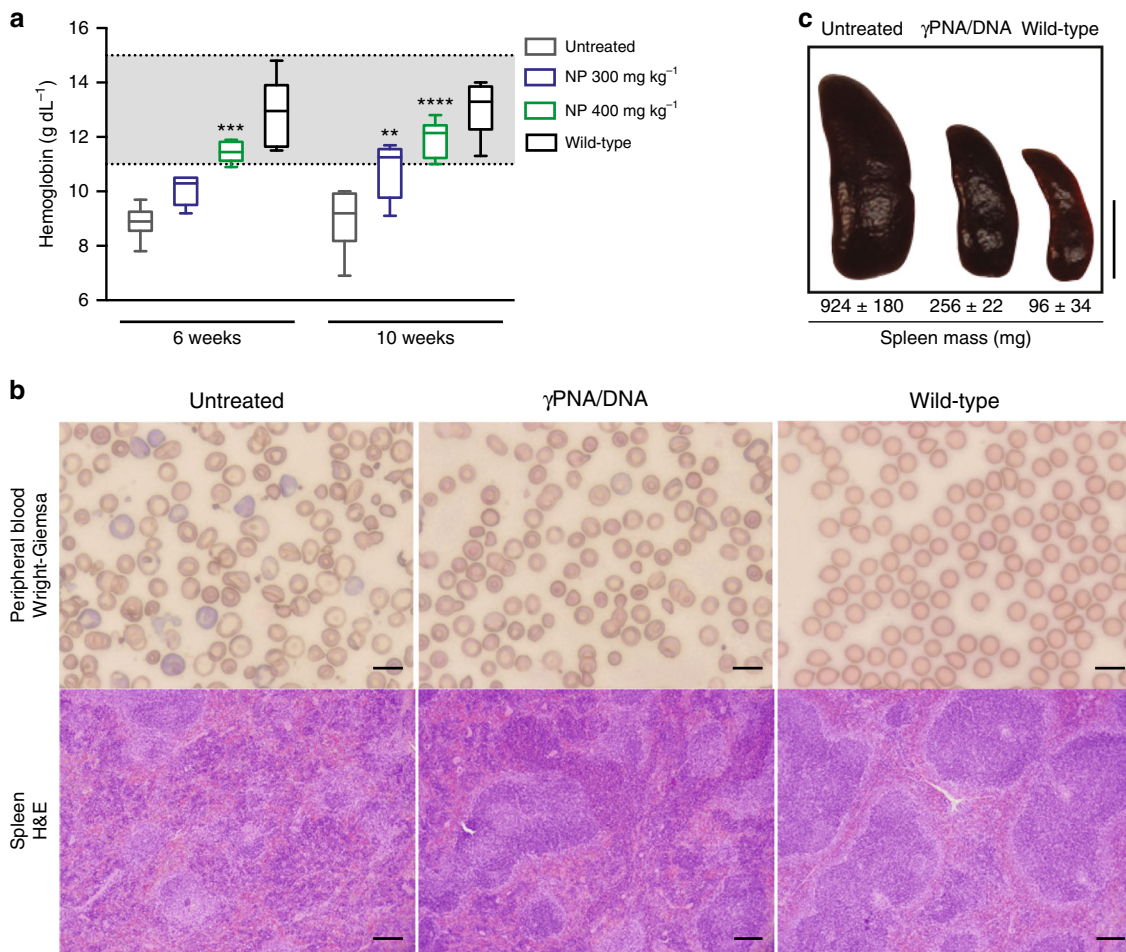 a
16
14
12
10
8
6
Hemoglobin (g dL⁻¹)
***
**
****
6 weeks
10 weeks
Untreated
NP 300 mg kg⁻¹
NP 400 mg kg⁻¹
Wild-type
c
Untreated γPNA/DNA Wild-type
924 ± 180 256 ± 22 96 ± 34
Spleen mass (mg)
b
Untreated γPNA/DNA Wild-type
Peripheral blood
Wright-Giemsa
Spleen
H&E